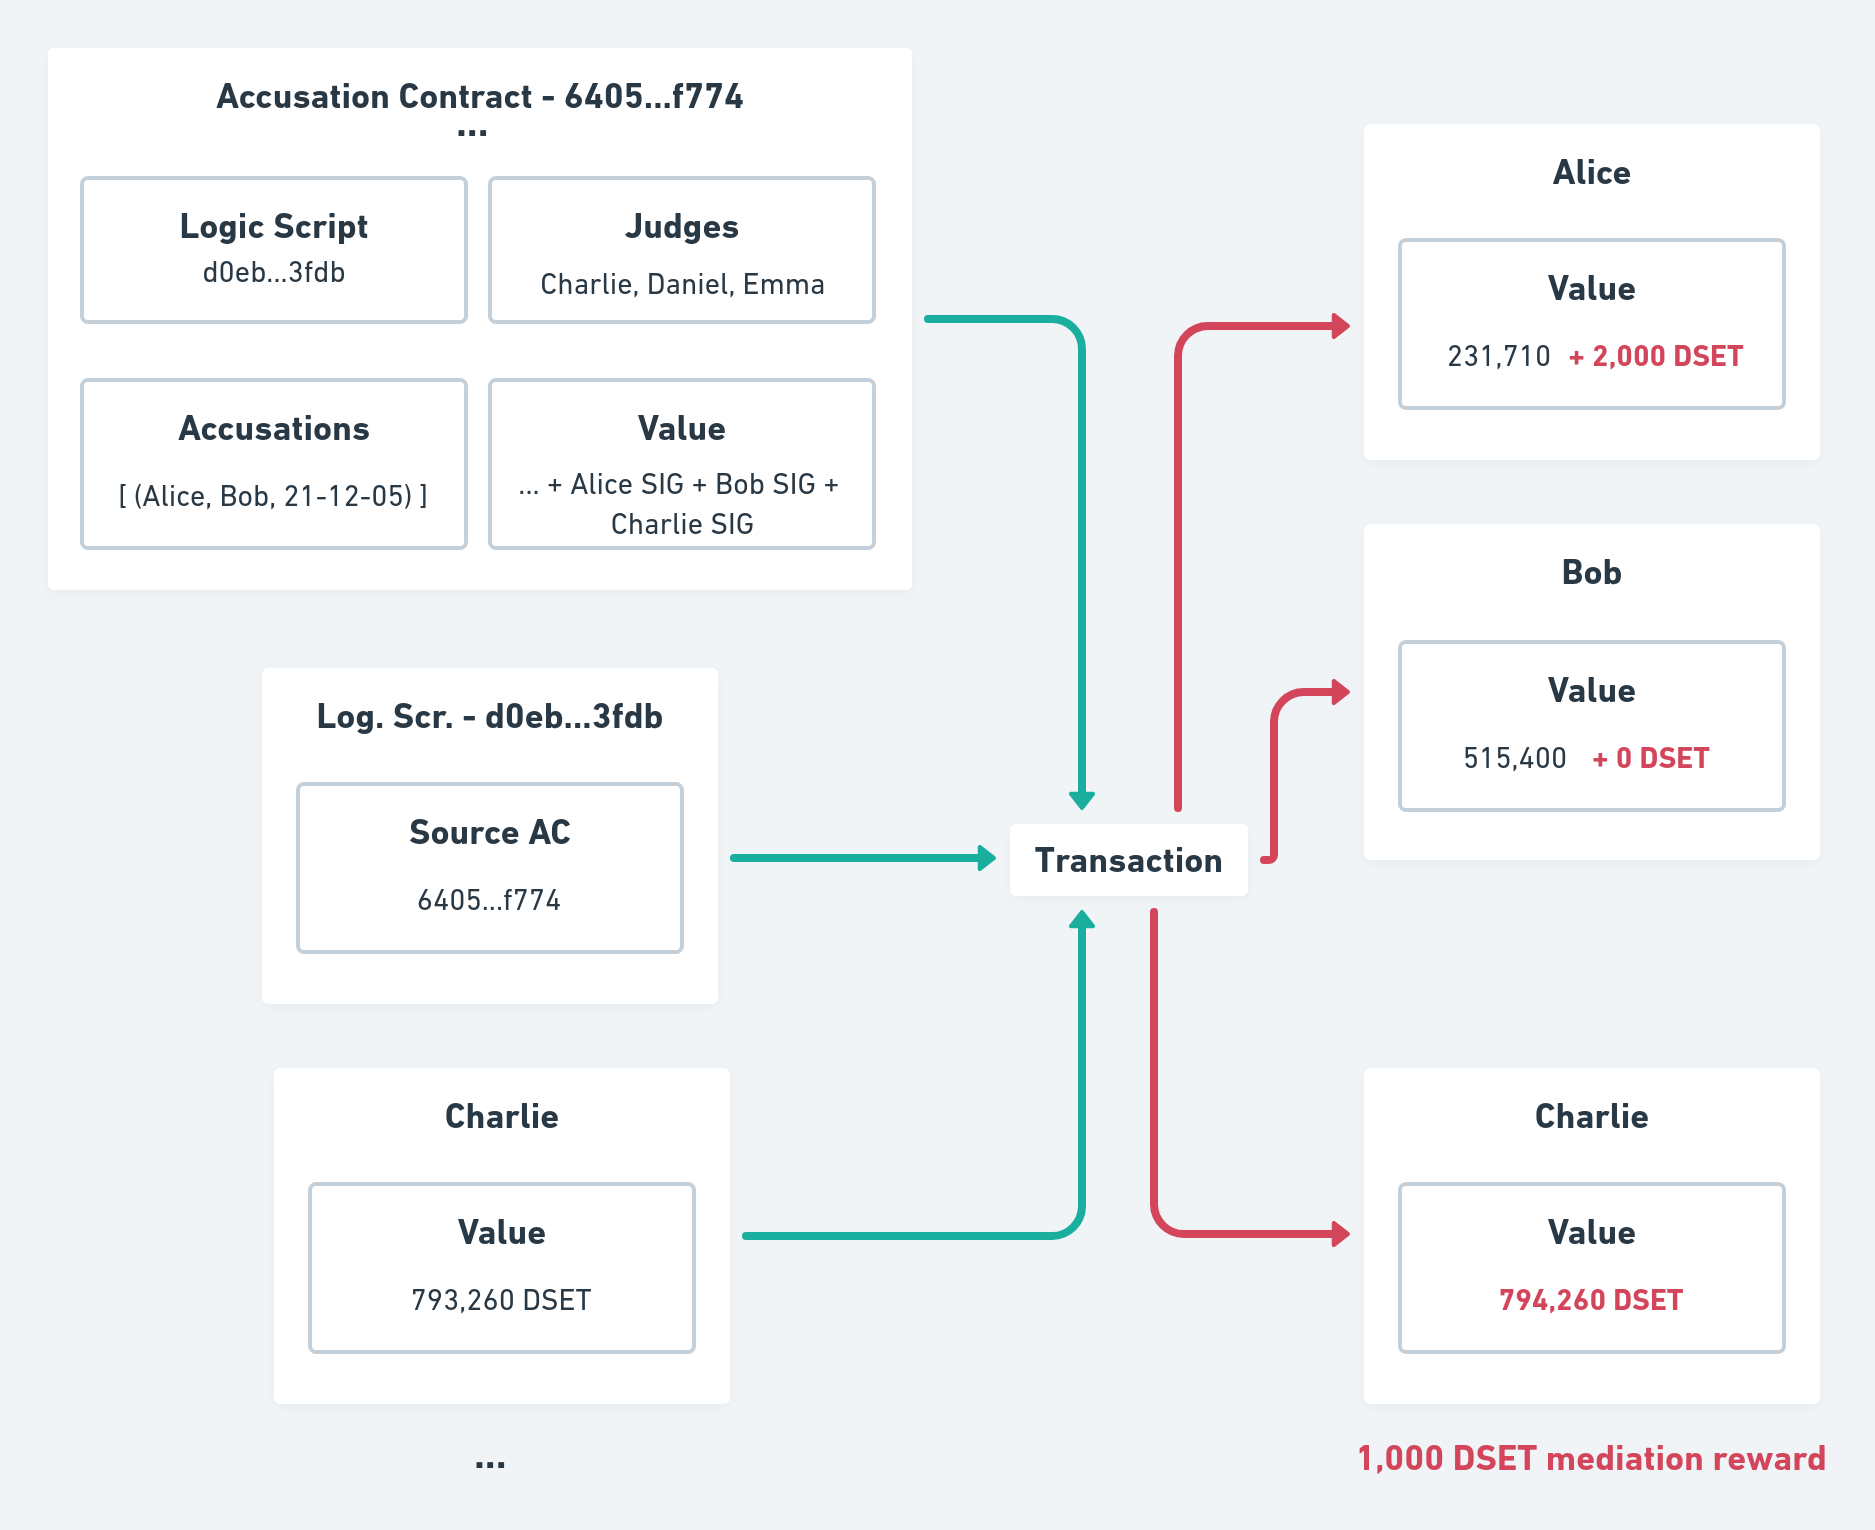 Accusation Contract - 6405...f774
...
Logic Script
d0eb...3fdb
Judges
Charlie, Daniel, Emma
Accusations
[ (Alice, Bob, 21-12-05) ]
Value
... + Alice SIG + Bob SIG +
Charlie SIG
Log. Scr. - d0eb...3fdb
Source AC
6405...f774
Charlie
Value
793,260 DSET
...
Transaction
Alice
Value
231,710 + 2,000 DSET
Bob
Value
515,400 + 0 DSET
Charlie
Value
794,260 DSET
1,000 DSET mediation reward